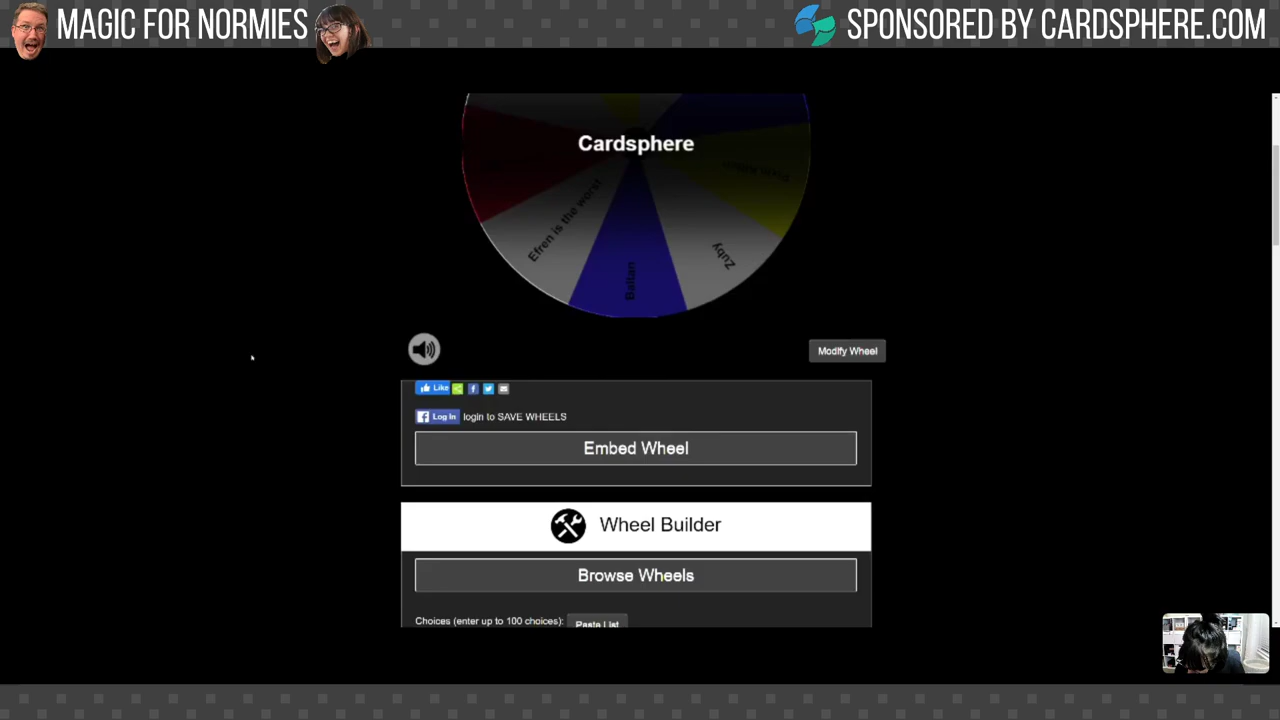 MAGIC FOR NORMIES
SPONSORED BY CARDSPHERE.COM
Cardsphere
Efren is the worst
Baltan
Zuby
Modify Wheel
Like
Log In login to SAVE WHEELS
Embed Wheel
Wheel Builder
Browse Wheels
Choices (enter up to 100 choices): Paste List